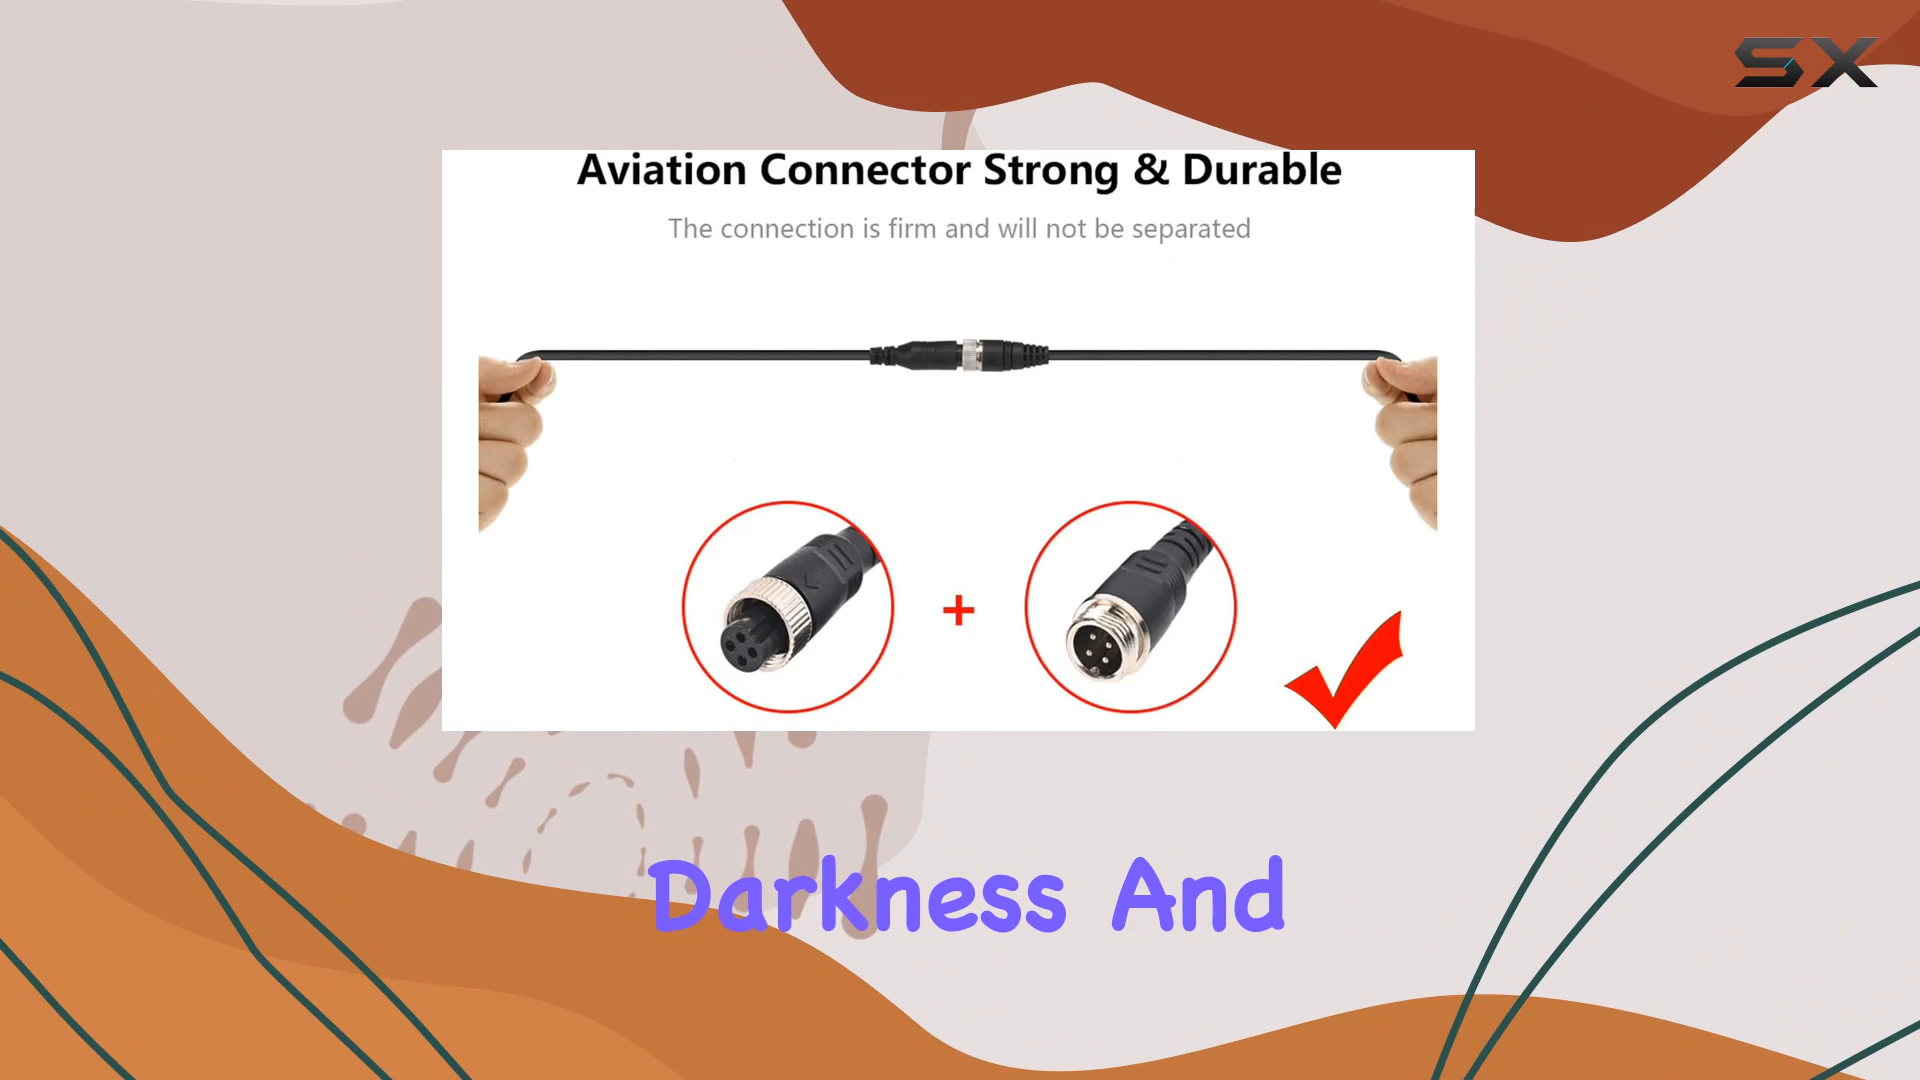 SX
Aviation Connector Strong & Durable
The connection is firm and will not be separated
+
Darkness And